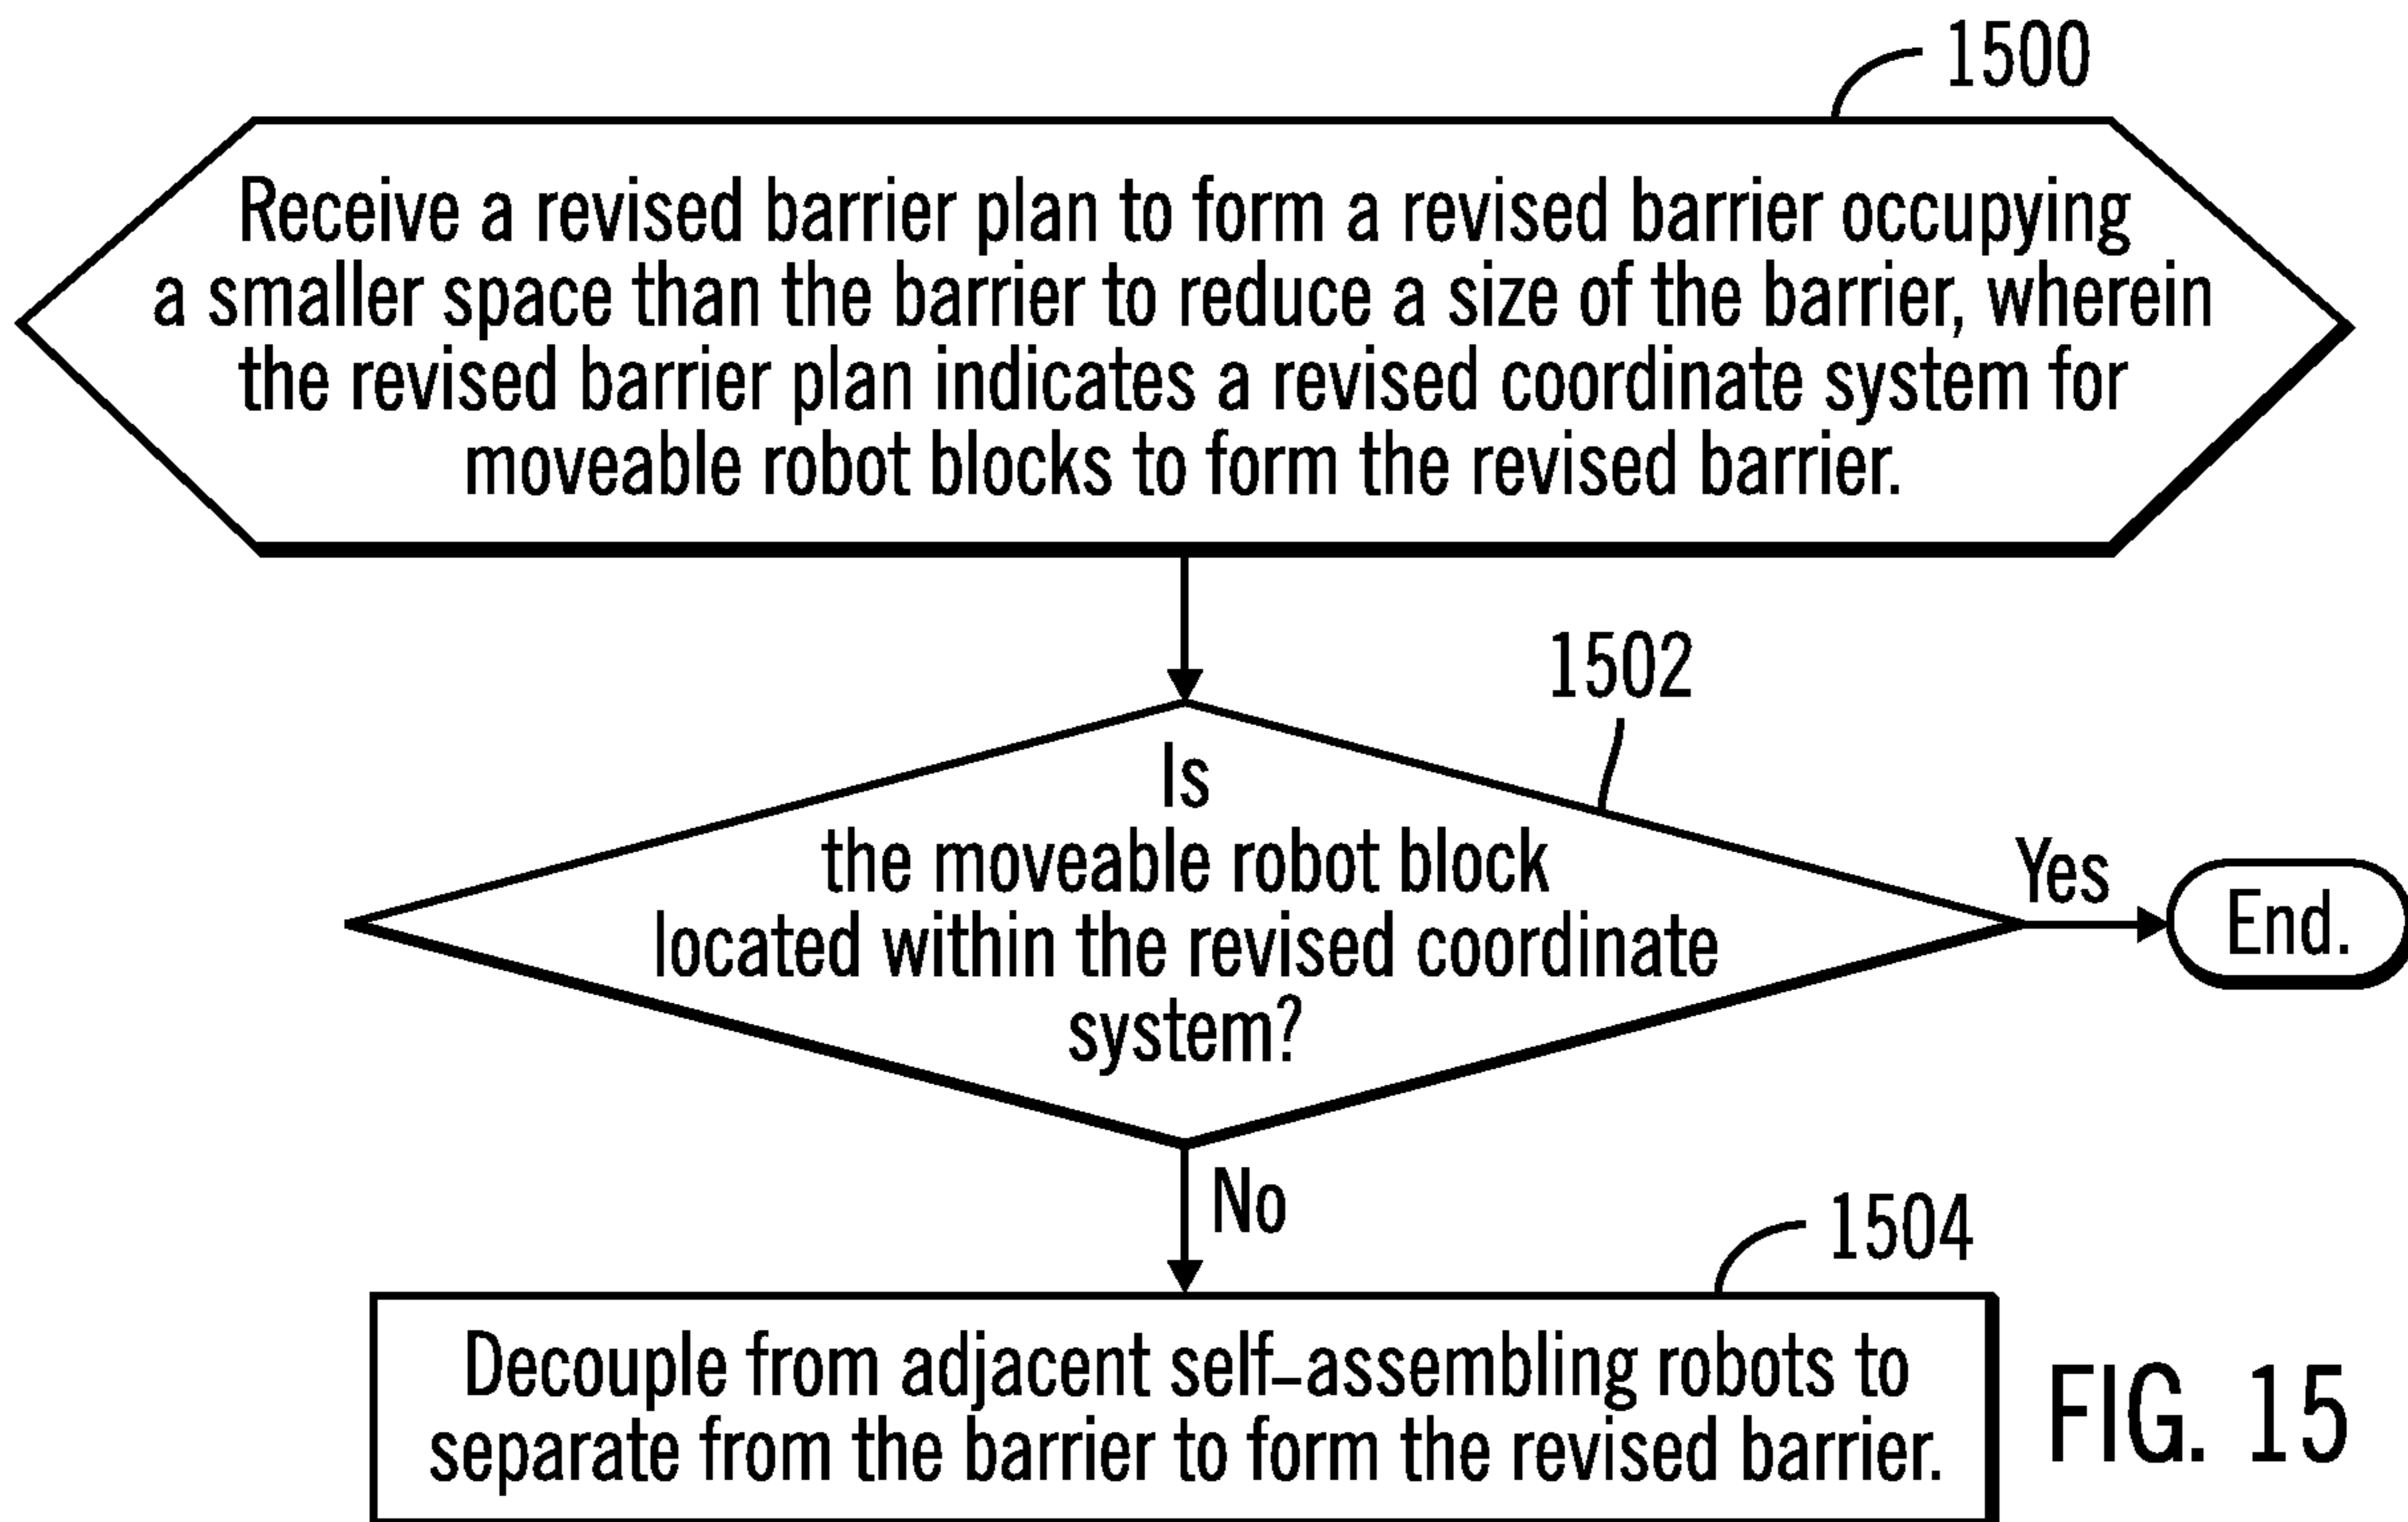 1500
Receive a revised barrier plan to form a revised barrier occupying
a smaller space than the barrier to reduce a size of the barrier, wherein
the revised barrier plan indicates a revised coordinate system for
moveable robot blocks to form the revised barrier.
1502
Is
the moveable robot block
located within the revised coordinate
system?
Yes
End.
No
1504
Decouple from adjacent self–assembling robots to
separate from the barrier to form the revised barrier.
FIG. 15